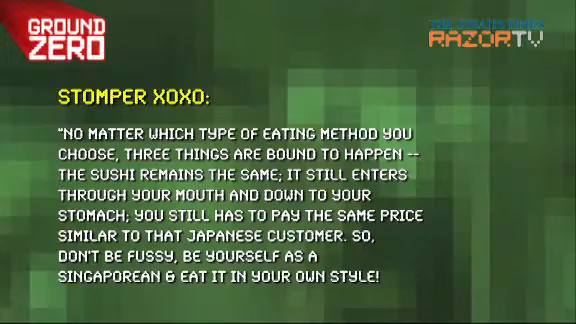 GROUND
ZERO
THE STRAITS TIMES
RAZORTV
STOMPER XOXO:
"NO MATTER WHICH TYPE OF EATING METHOD YOU
CHOOSE, THREE THINGS ARE BOUND TO HAPPEN --
THE SUSHI REMAINS THE SAME; IT STILL ENTERS
THROUGH YOUR MOUTH AND DOWN TO YOUR
STOMACH; YOU STILL HAS TO PAY THE SAME PRICE
SIMILAR TO THAT JAPANESE CUSTOMER. SO,
DON'T BE FUSSY, BE YOURSELF AS A
SINGAPOREAN & EAT IT IN YOUR OWN STYLE!